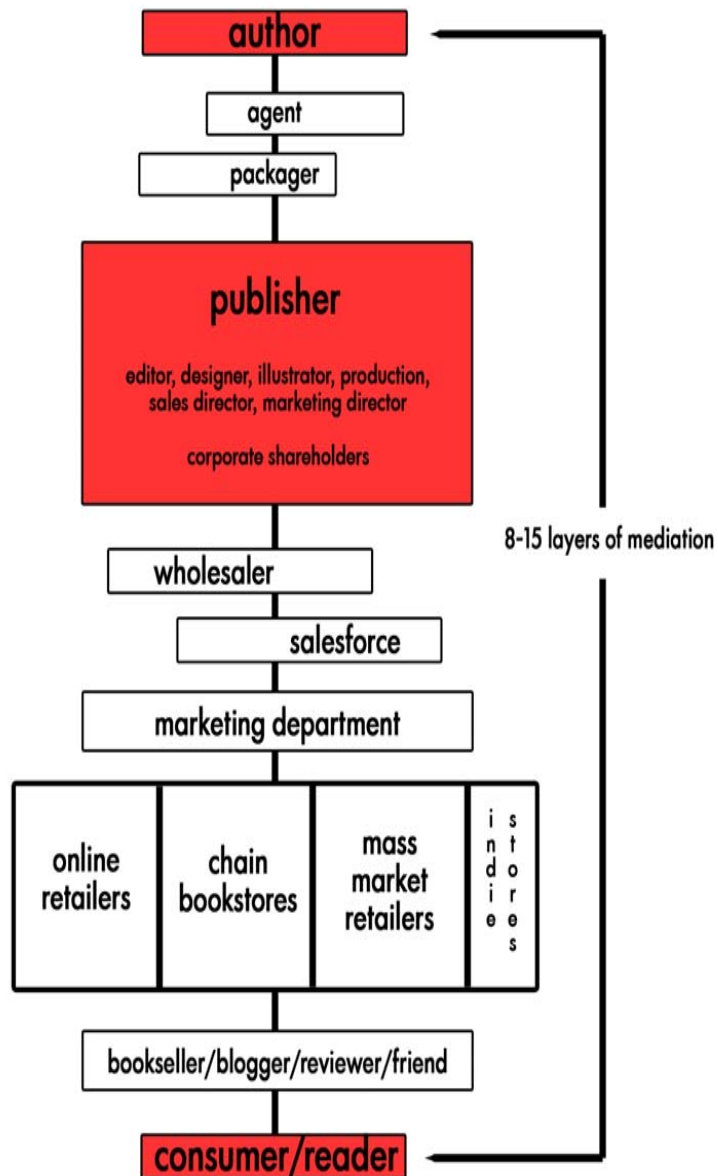 author
agent
packager
publisher
editor, designer, illustrator, production,
sales director, marketing director
corporate shareholders
8-15 layers of mediation
wholesaler
salesforce
marketing department
online
retailers
chain
bookstores
mass
market
retailers
indie
stores
bookseller/blogger/reviewer/friend
consumer/reader